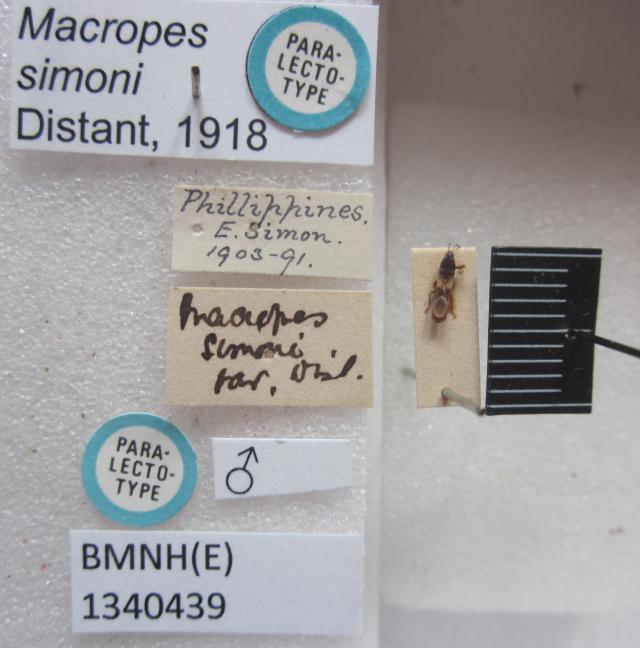 Macropes
simoni
Distant, 1918
PARA-
LECTO-
TYPE
Phillippines.
E. Simon.
1903-91.
Macropes
simoni
var. Dist.
PARA-
LECTO-
TYPE
♂
BMNH(E)
1340439